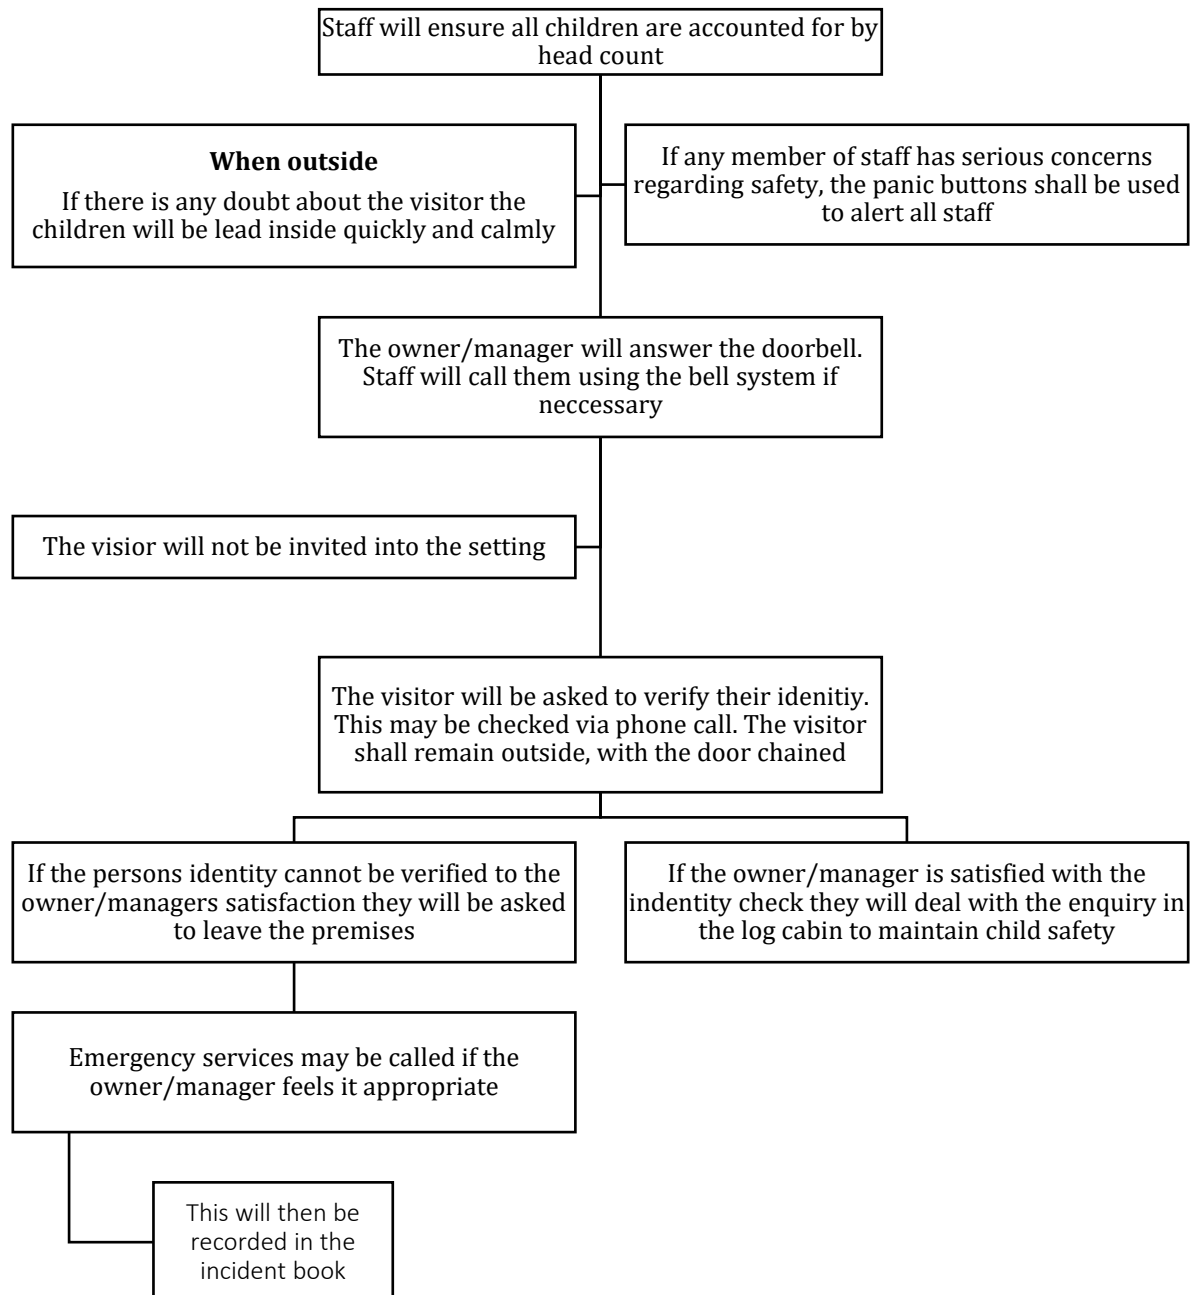 Staff will ensure all children are accounted for by
head count
When outside
If there is any doubt about the visitor the
children will be lead inside quickly and calmly
If any member of staff has serious concerns
regarding safety, the panic buttons shall be used
to alert all staff
The owner/manager will answer the doorbell.
Staff will call them using the bell system if
neccessary
The visior will not be invited into the setting
The visitor will be asked to verify their idenitiy.
This may be checked via phone call. The visitor
shall remain outside, with the door chained
If the persons identity cannot be verified to the
owner/managers satisfaction they will be asked
to leave the premises
If the owner/manager is satisfied with the
indentity check they will deal with the enquiry in
the log cabin to maintain child safety
Emergency services may be called if the
owner/manager feels it appropriate
This will then be
recorded in the
incident book